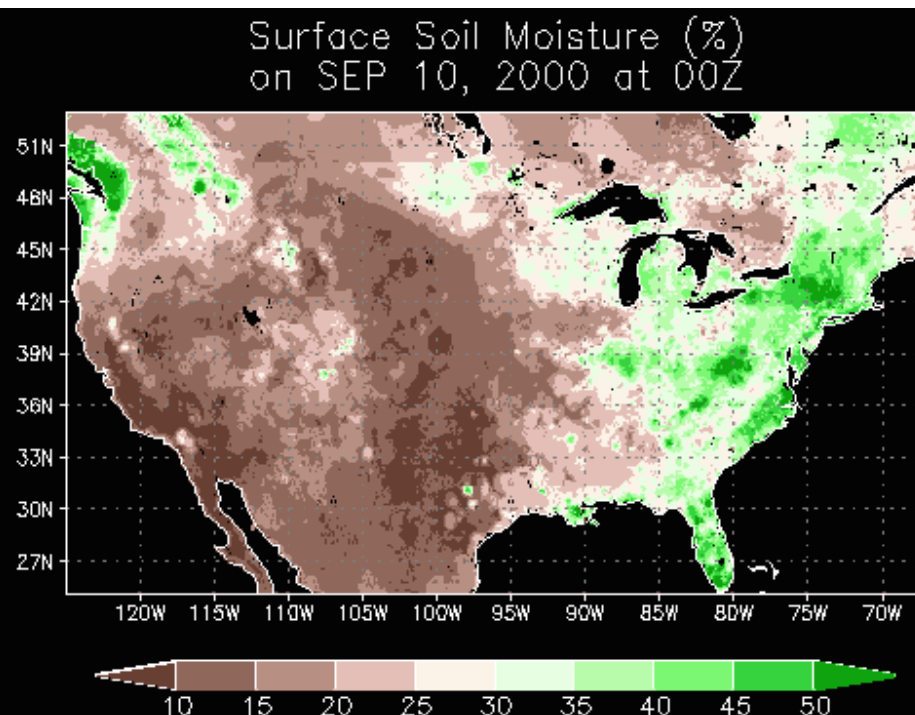 Surface Soil Moisture (%)
on SEP 10, 2000 at 00Z
51N
48N
45N
42N
39N
36N
33N
30N
27N
120W 115W 110W 105W 100W 95W 90W 85W 80W 75W 70W
10 15 20 25 30 35 40 45 50